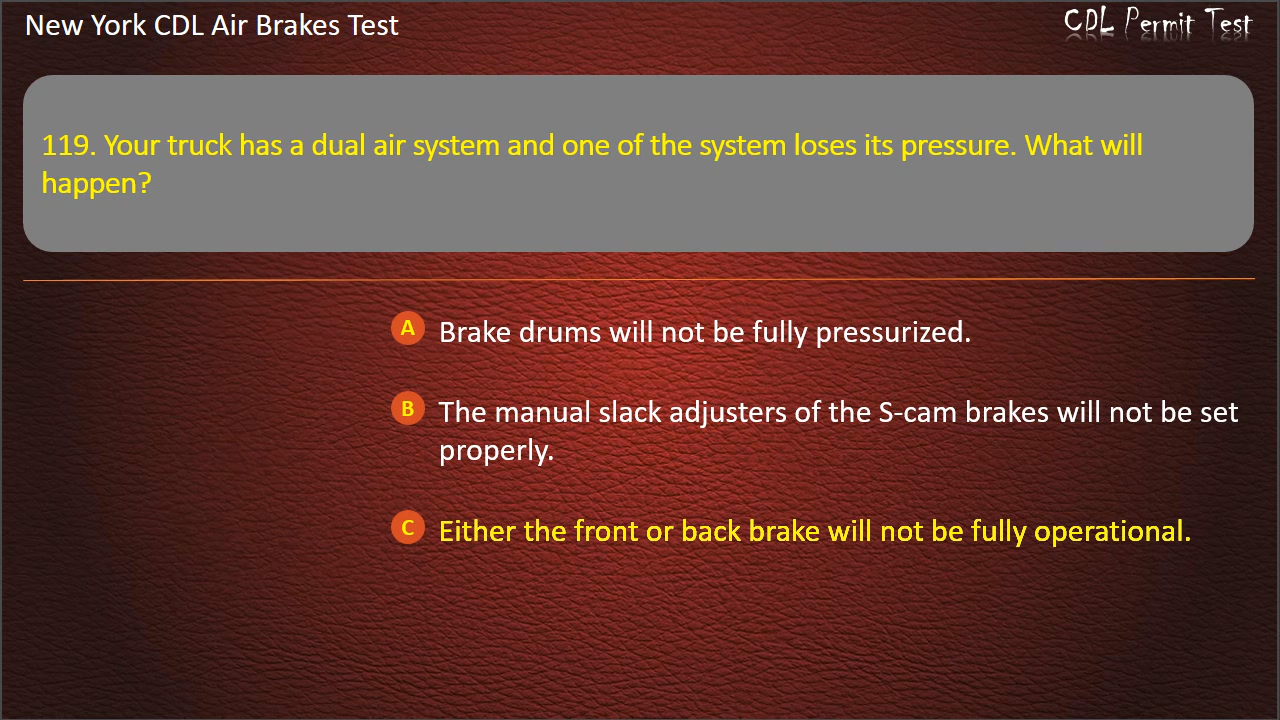 New York CDL Air Brakes Test
CDL Permit Test
119. Your truck has a dual air system and one of the system loses its pressure. What will
happen?
A Brake drums will not be fully pressurized.
B The manual slack adjusters of the S-cam brakes will not be set
properly.
C Either the front or back brake will not be fully operational.